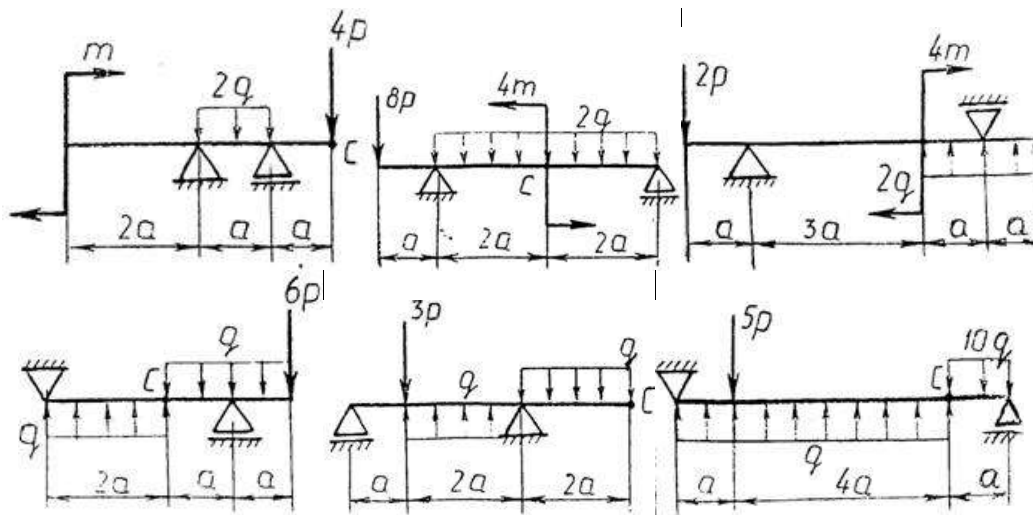 m 2q 4p C
2a a a
8p 4m 2q C
a 2a 2a
2p 4m 2q
a 3a a a
6p q C q
2a a a
3p q q C
a 2a 2a
5p C 10q q
a 4a a